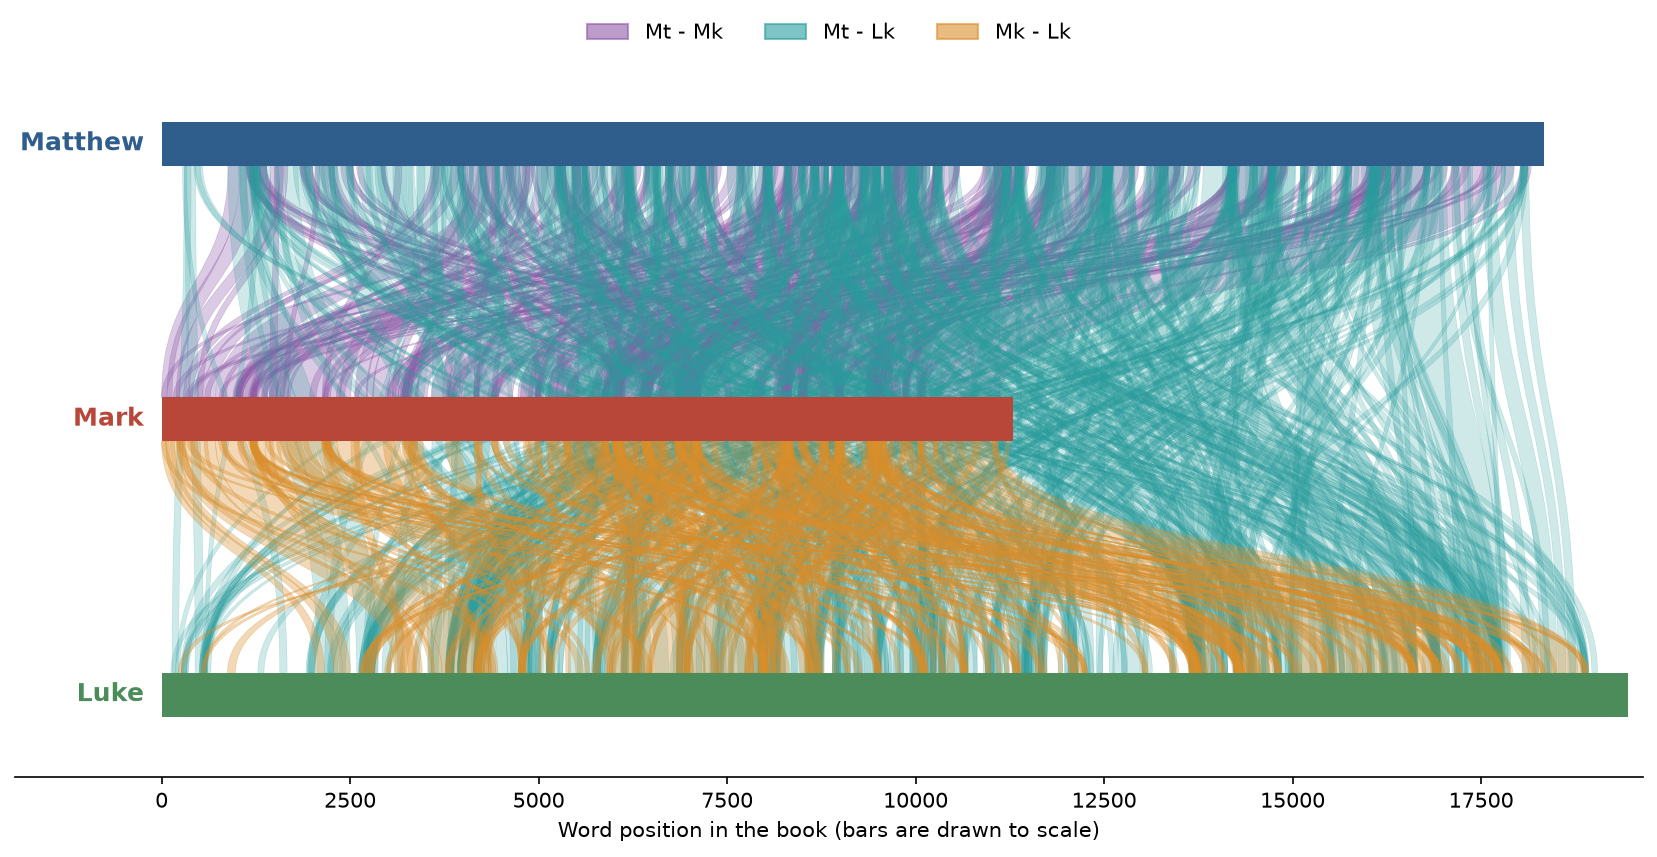 Mt - Mk Mt - Lk Mk - Lk
Matthew
Mark
Luke
0 2500 5000 7500 10000 12500 15000 17500
Word position in the book (bars are drawn to scale)